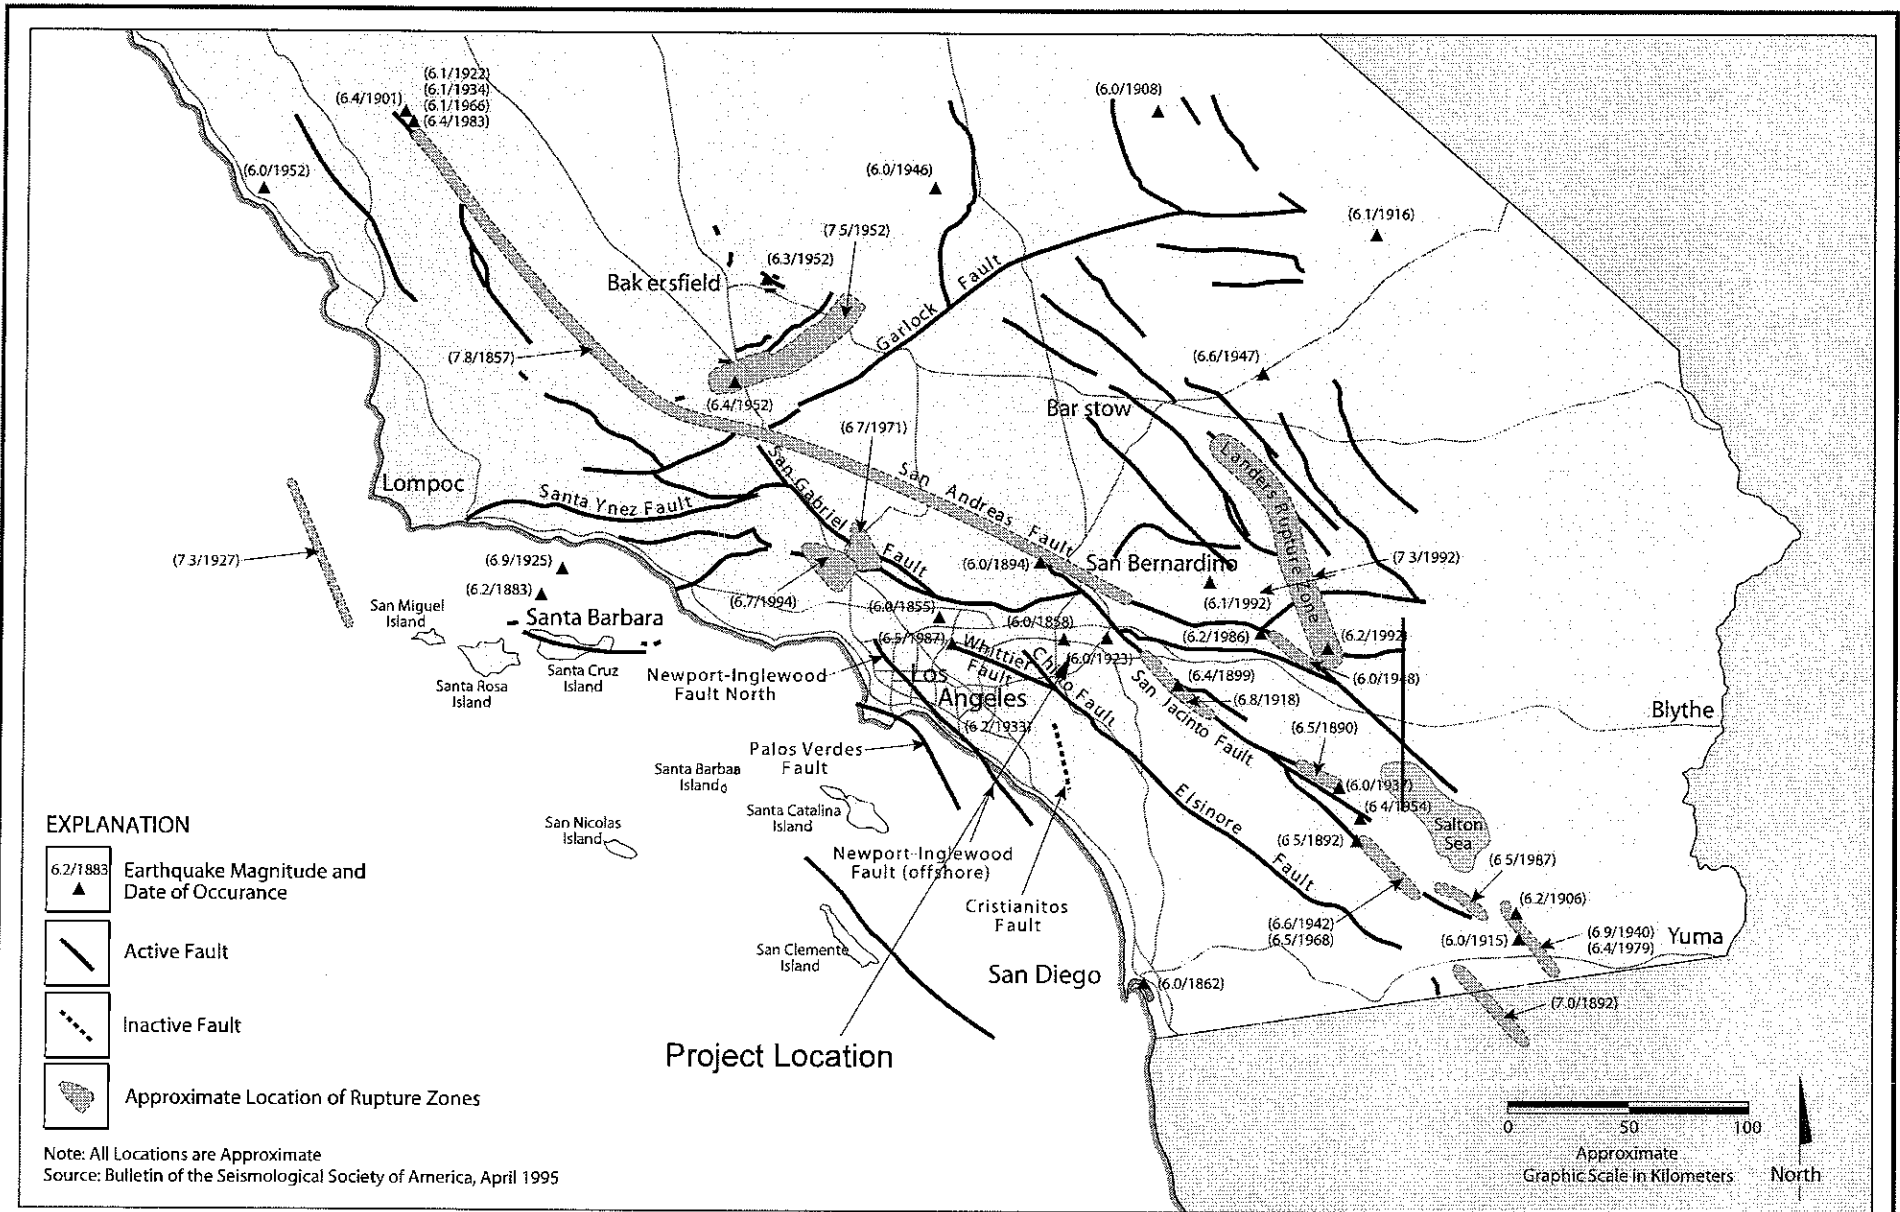 (6.1/1922)
(6.1/1934)
(6.1/1966)
(6.4/1983)
(6.4/1901)
(6.0/1908)
(6.0/1952)
(6.0/1946)
(6.1/1916)
(7.5/1952)
(6.3/1952)
Bakersfield
Garlock Fault
(7.8/1857)
(6.6/1947)
(6.4/1952)
Barstow
(6.7/1971)
San Andreas Fault
San Gabriel Fault
Landers Rupture Zone
Lompoc
Santa Ynez Fault
(7.3/1927)
(6.9/1925)
(6.2/1883)
(6.0/1894)
San Bernardino
(7.3/1992)
(6.1/1992)
(6.7/1994)
(6.0/1855)
(6.0/1858)
San Miguel
Island
Santa Barbara
(6.5/1987)
Whittier
Fault
Chino Fault
(6.0/1923)
(6.2/1986)
(6.2/1992)
(6.0/1948)
Santa Rosa
Island
Santa Cruz
Island
Newport-Inglewood
Fault North
Los
Angeles
(6.4/1899)
(6.8/1918)
San Jacinto Fault
(6.2/1933)
(6.5/1890)
Blythe
Palos Verdes
Fault
Santa Barbaa
Island
Santa Catalina
Island
San Nicolas
Island
Elsinore Fault
(6.0/1937)
(6.4/1954)
Salton
Sea
(6.5/1892)
(6.5/1987)
Newport-Inglewood
Fault (offshore)
Cristianitos
Fault
(6.6/1942)
(6.5/1968)
(6.2/1906)
(6.0/1915)
(6.9/1940)
(6.4/1979)
Yuma
San Clemente
Island
San Diego
(6.0/1862)
(7.0/1892)
Project Location
EXPLANATION
6.2/1883
Earthquake Magnitude and
Date of Occurance
Active Fault
Inactive Fault
Approximate Location of Rupture Zones
Note: All Locations are Approximate
Source: Bulletin of the Seismological Society of America, April 1995
0 50 100
Approximate
Graphic Scale in Kilometers
North